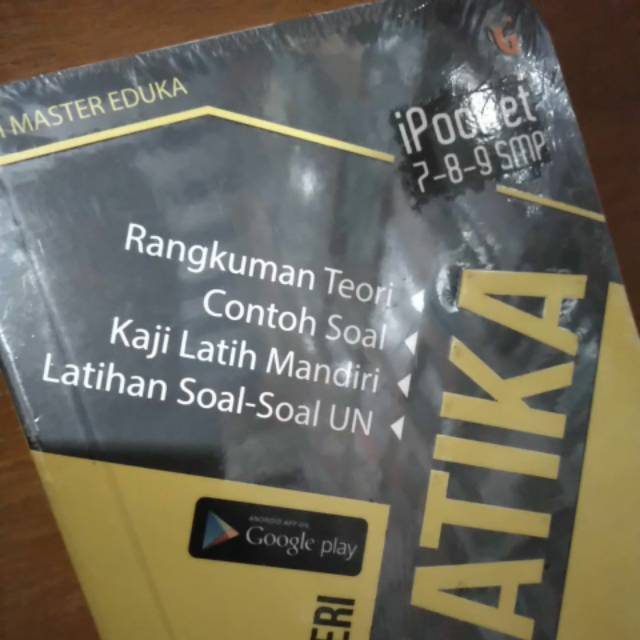 MASTER EDUKA
iPocket
7-8-9 SMP
Rangkuman Teori
Contoh Soal
Kaji Latih Mandiri
Latihan Soal-Soal UN
ATIKA
ANDROID APP ON
Google play
ERI